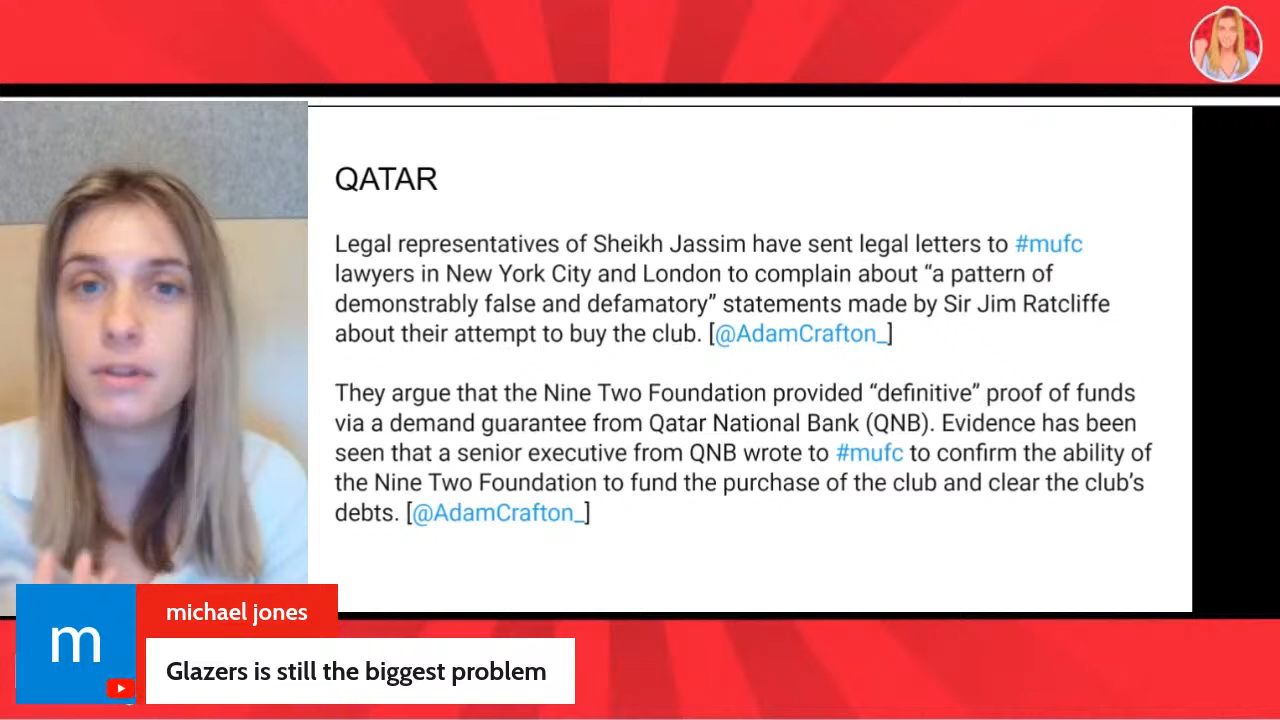 QATAR
Legal representatives of Sheikh Jassim have sent legal letters to #mufc
lawyers in New York City and London to complain about “a pattern of
demonstrably false and defamatory” statements made by Sir Jim Ratcliffe
about their attempt to buy the club. [@AdamCrafton_]
They argue that the Nine Two Foundation provided “definitive” proof of funds
via a demand guarantee from Qatar National Bank (QNB). Evidence has been
seen that a senior executive from QNB wrote to #mufc to confirm the ability of
the Nine Two Foundation to fund the purchase of the club and clear the club’s
debts. [@AdamCrafton_]
m
michael jones
Glazers is still the biggest problem